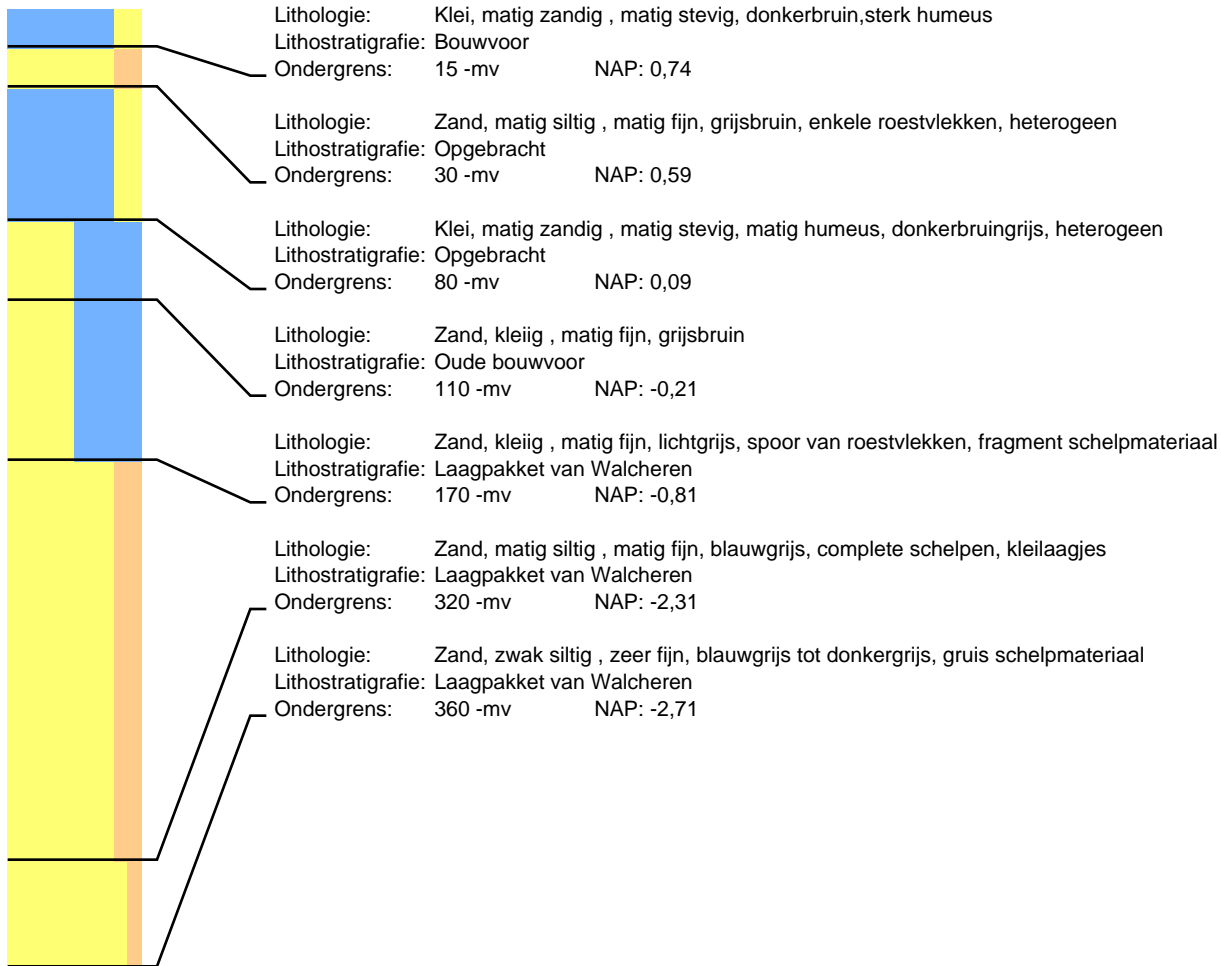 Lithologie: Klei, matig zandig , matig stevig, donkerbruin,sterk humeus
Lithostratigrafie: Bouwvoor
Ondergrens: 15 -mv NAP: 0,74
Lithologie: Zand, matig siltig , matig fijn, grijsbruin, enkele roestvlekken, heterogeen
Lithostratigrafie: Opgebracht
Ondergrens: 30 -mv NAP: 0,59
Lithologie: Klei, matig zandig , matig stevig, matig humeus, donkerbruingrijs, heterogeen
Lithostratigrafie: Opgebracht
Ondergrens: 80 -mv NAP: 0,09
Lithologie: Zand, kleiig , matig fijn, grijsbruin
Lithostratigrafie: Oude bouwvoor
Ondergrens: 110 -mv NAP: -0,21
Lithologie: Zand, kleiig , matig fijn, lichtgrijs, spoor van roestvlekken, fragment schelpmateriaal
Lithostratigrafie: Laagpakket van Walcheren
Ondergrens: 170 -mv NAP: -0,81
Lithologie: Zand, matig siltig , matig fijn, blauwgrijs, complete schelpen, kleilaagjes
Lithostratigrafie: Laagpakket van Walcheren
Ondergrens: 320 -mv NAP: -2,31
Lithologie: Zand, zwak siltig , zeer fijn, blauwgrijs tot donkergrijs, gruis schelpmateriaal
Lithostratigrafie: Laagpakket van Walcheren
Ondergrens: 360 -mv NAP: -2,71